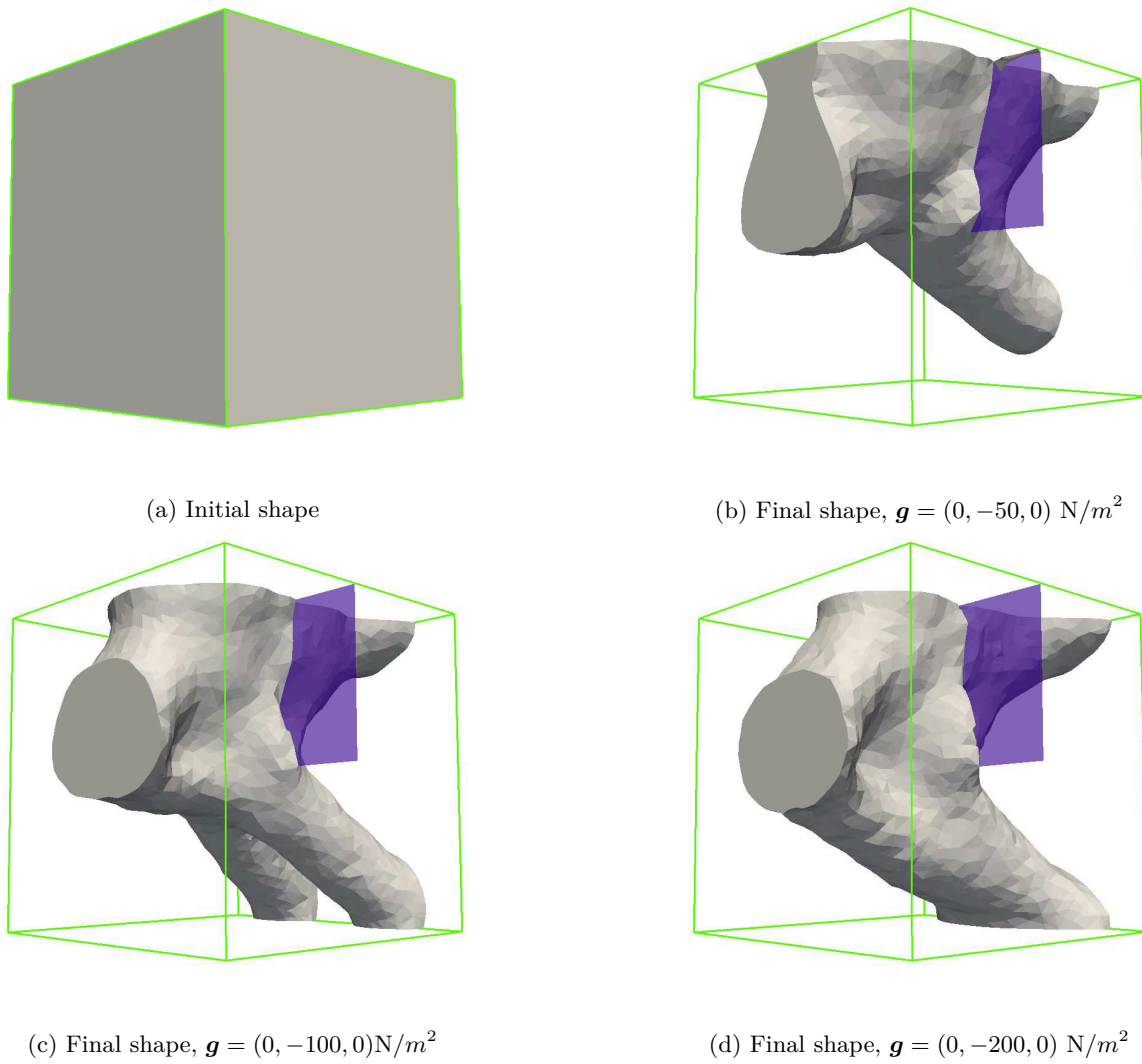 (a) Initial shape
(b) Final shape, g = (0, −50, 0) N/m²
(c) Final shape, g = (0, −100, 0)N/m²
(d) Final shape, g = (0, −200, 0) N/m²